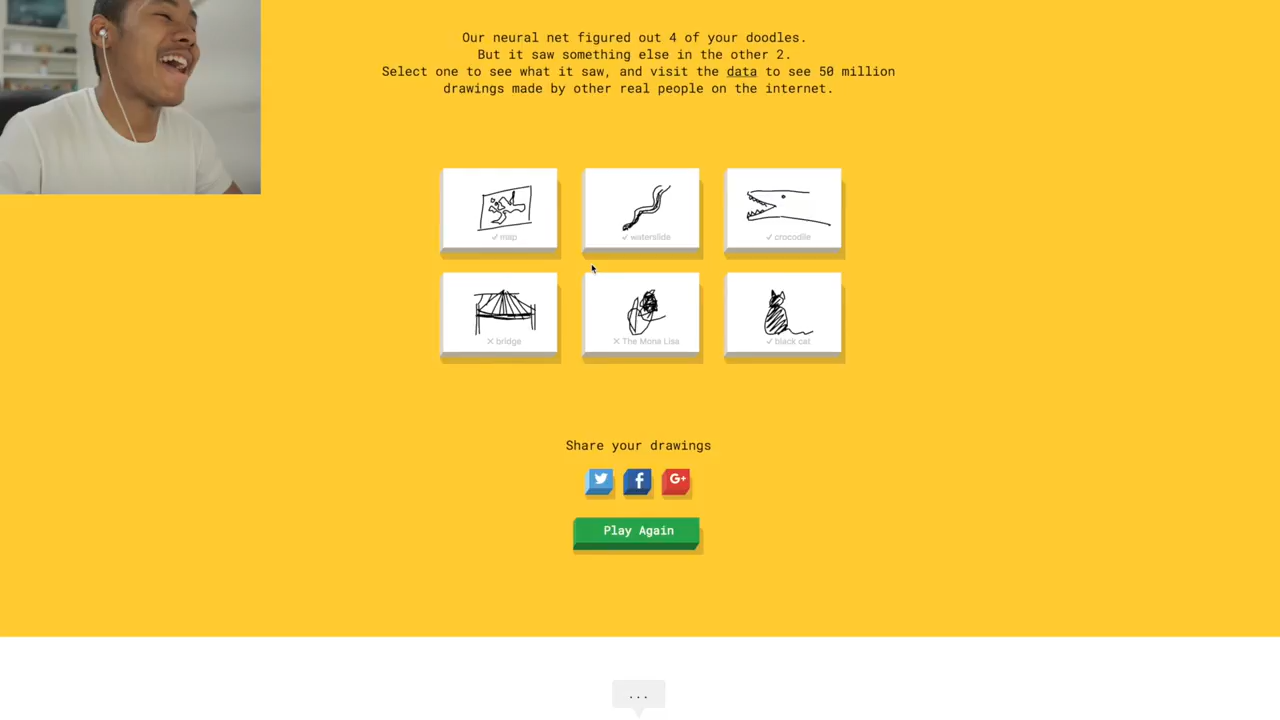 Our neural net figured out 4 of your doodles.
But it saw something else in the other 2.
Select one to see what it saw, and visit the data to see 50 million
drawings made by other real people on the internet.
✓ map
✓ waterslide
✓ crocodile
✕ bridge
✕ The Mona Lisa
✓ black cat
Share your drawings
f
G+
Play Again
...